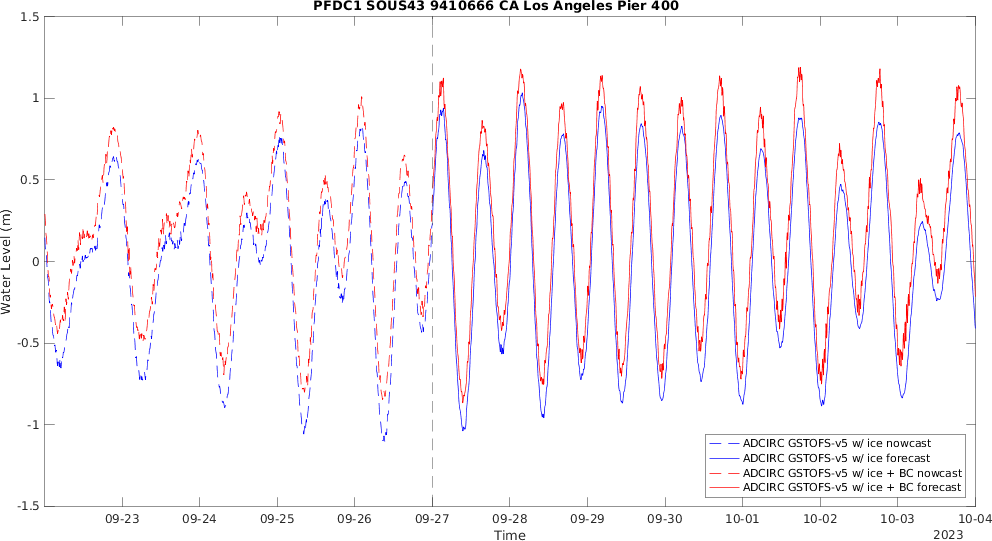 PFDC1 SOUS43 9410666 CA Los Angeles Pier 400
1.5
1
0.5
0
-0.5
-1
-1.5
Water Level (m)
ADCIRC GSTOFS-v5 w/ ice nowcast
ADCIRC GSTOFS-v5 w/ ice forecast
ADCIRC GSTOFS-v5 w/ ice + BC nowcast
ADCIRC GSTOFS-v5 w/ ice + BC forecast
09-23 09-24 09-25 09-26 09-27 09-28 09-29 09-30 10-01 10-02 10-03 10-04
Time
2023